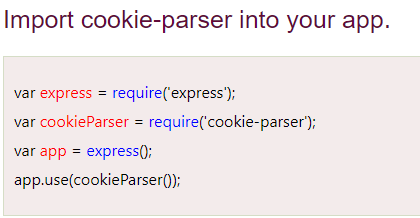 Import cookie-parser into your app.
var express = require('express');
var cookieParser = require('cookie-parser');
var app = express();
app.use(cookieParser());